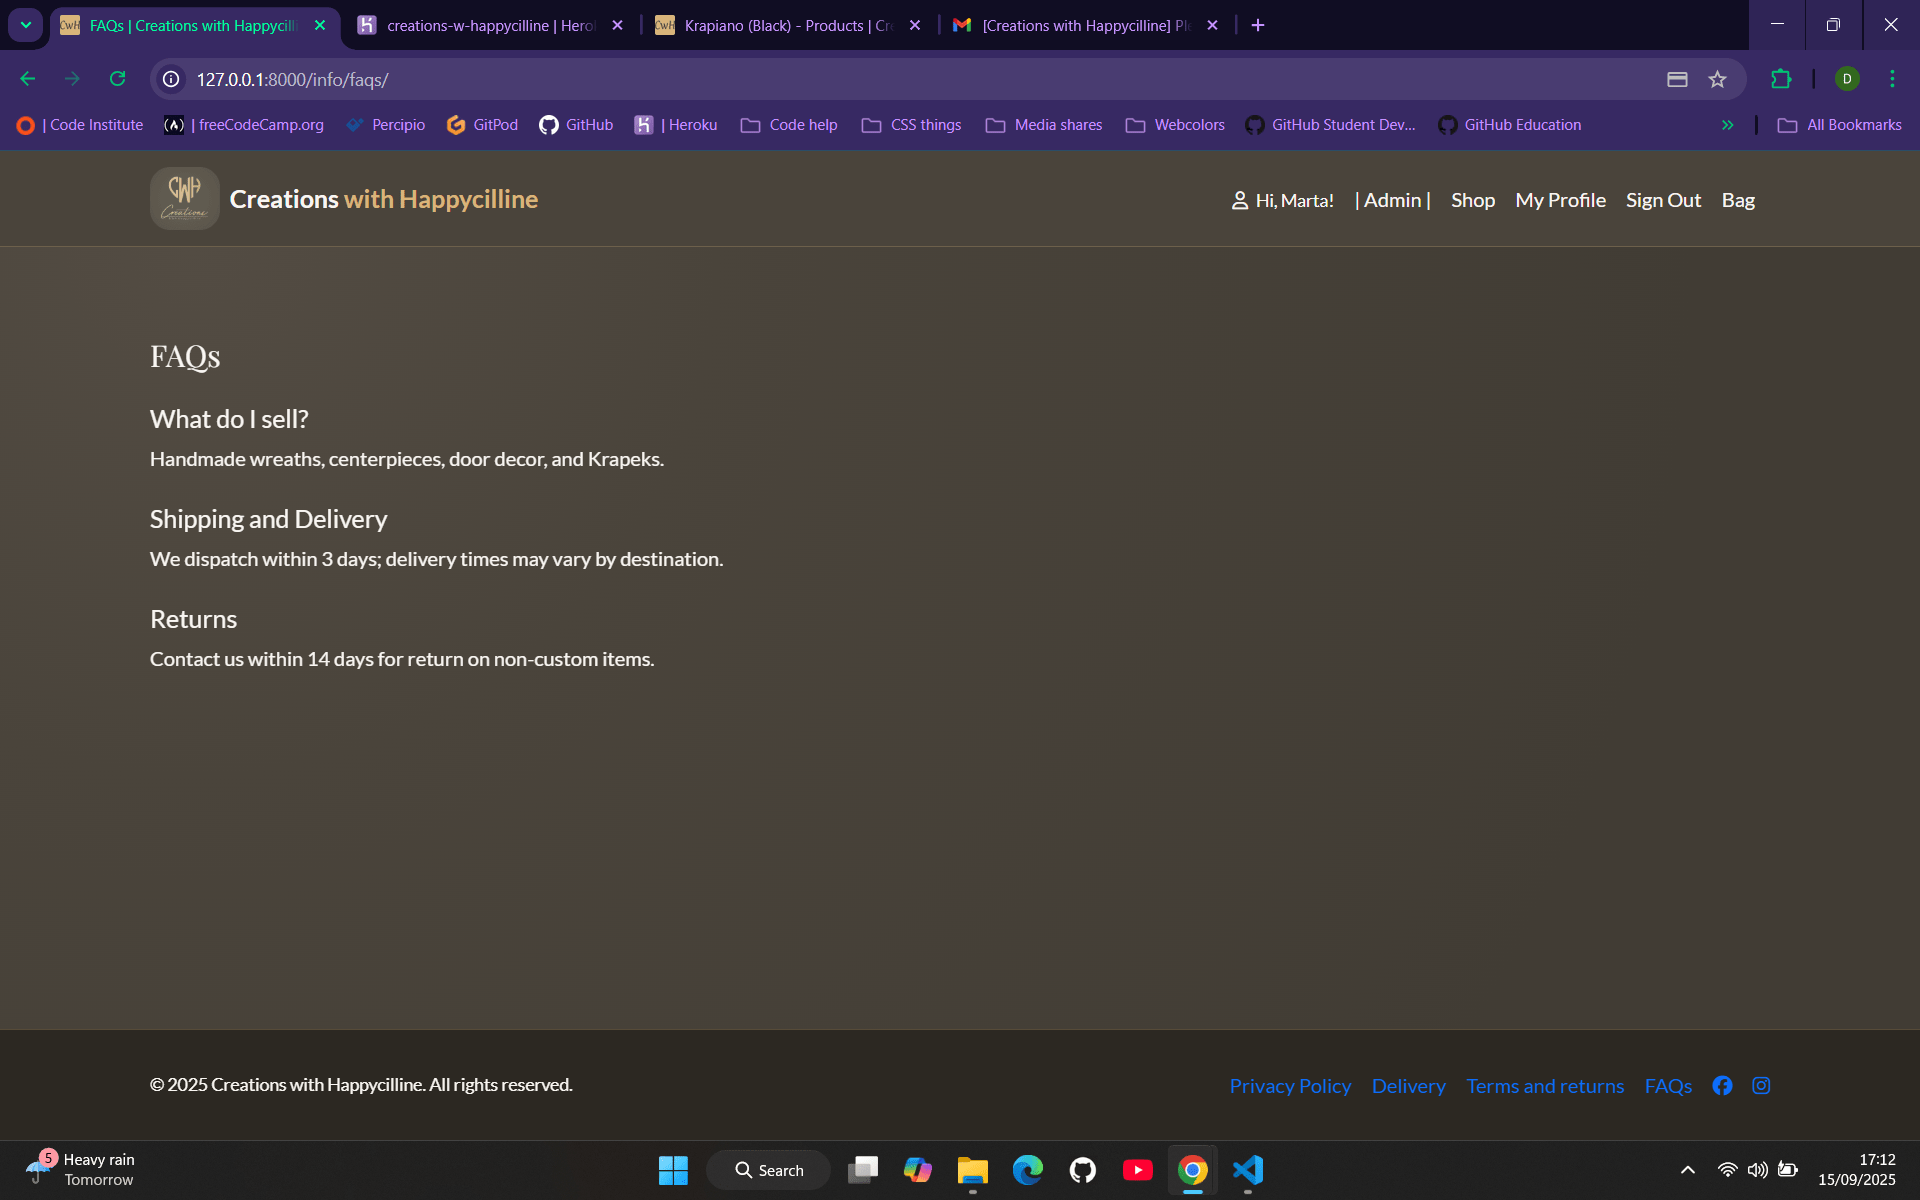 FAQs | Creations with Happycilli
creations-w-happycilline | Hero
Krapiano (Black) - Products | Cr
[Creations with Happycilline] Pl
127.0.0.1:8000/info/faqs/
D
| Code Institute
| freeCodeCamp.org
Percipio
GitPod
GitHub
| Heroku
Code help
CSS things
Media shares
Webcolors
GitHub Student Dev...
GitHub Education
All Bookmarks
CWH
Creations
Creations with Happycilline
Hi, Marta!
| Admin |
Shop
My Profile
Sign Out
Bag
FAQs
What do I sell?
Handmade wreaths, centerpieces, door decor, and Krapeks.
Shipping and Delivery
We dispatch within 3 days; delivery times may vary by destination.
Returns
Contact us within 14 days for return on non-custom items.
© 2025 Creations with Happycilline. All rights reserved.
Privacy Policy
Delivery
Terms and returns
FAQs
5
Heavy rain
Tomorrow
Search
17:12
15/09/2025